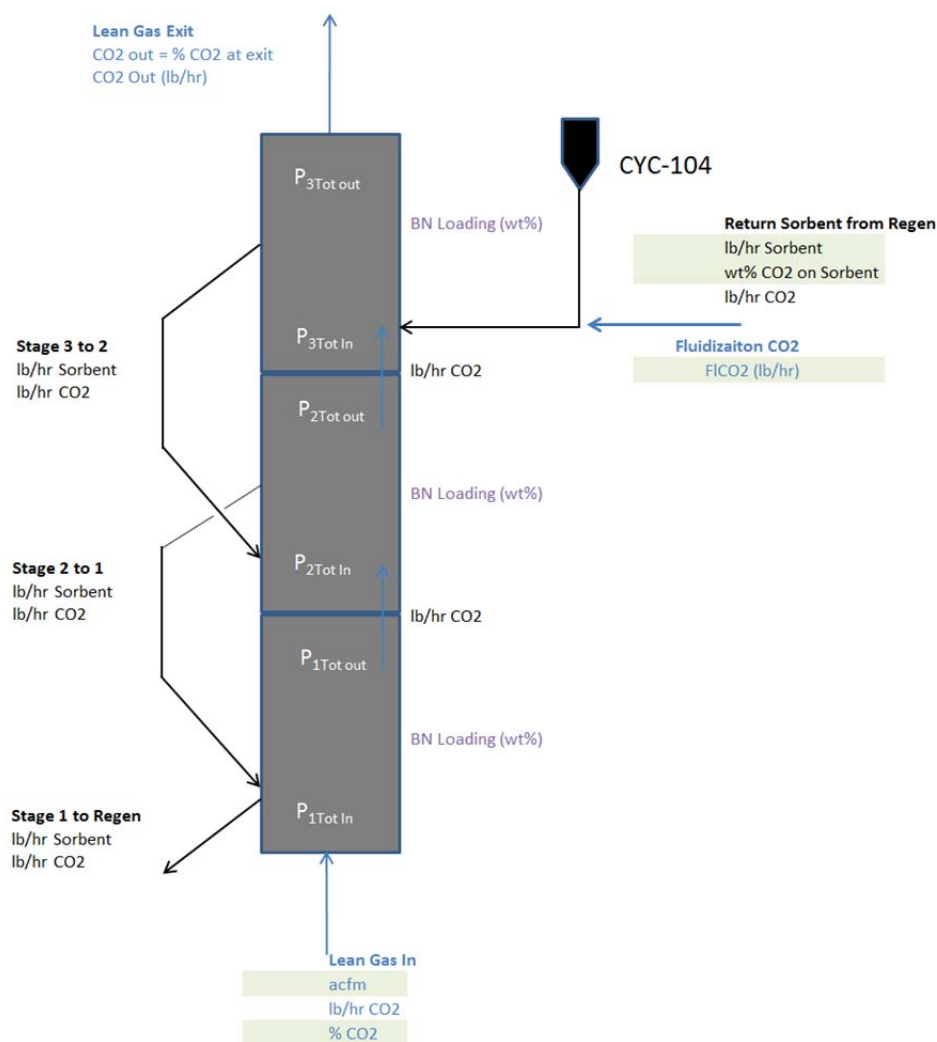 Lean Gas Exit
CO2 out = % CO2 at exit
CO2 Out (lb/hr)
P3Tot out
CYC-104
BN Loading (wt%)
Return Sorbent from Regen
lb/hr Sorbent
wt% CO2 on Sorbent
lb/hr CO2
P3Tot In
Fluidizaiton CO2
FlCO2 (lb/hr)
Stage 3 to 2
lb/hr Sorbent
lb/hr CO2
lb/hr CO2
P2Tot out
BN Loading (wt%)
P2Tot In
Stage 2 to 1
lb/hr Sorbent
lb/hr CO2
lb/hr CO2
P1Tot out
BN Loading (wt%)
Stage 1 to Regen
lb/hr Sorbent
lb/hr CO2
P1Tot In
Lean Gas In
acfm
lb/hr CO2
% CO2